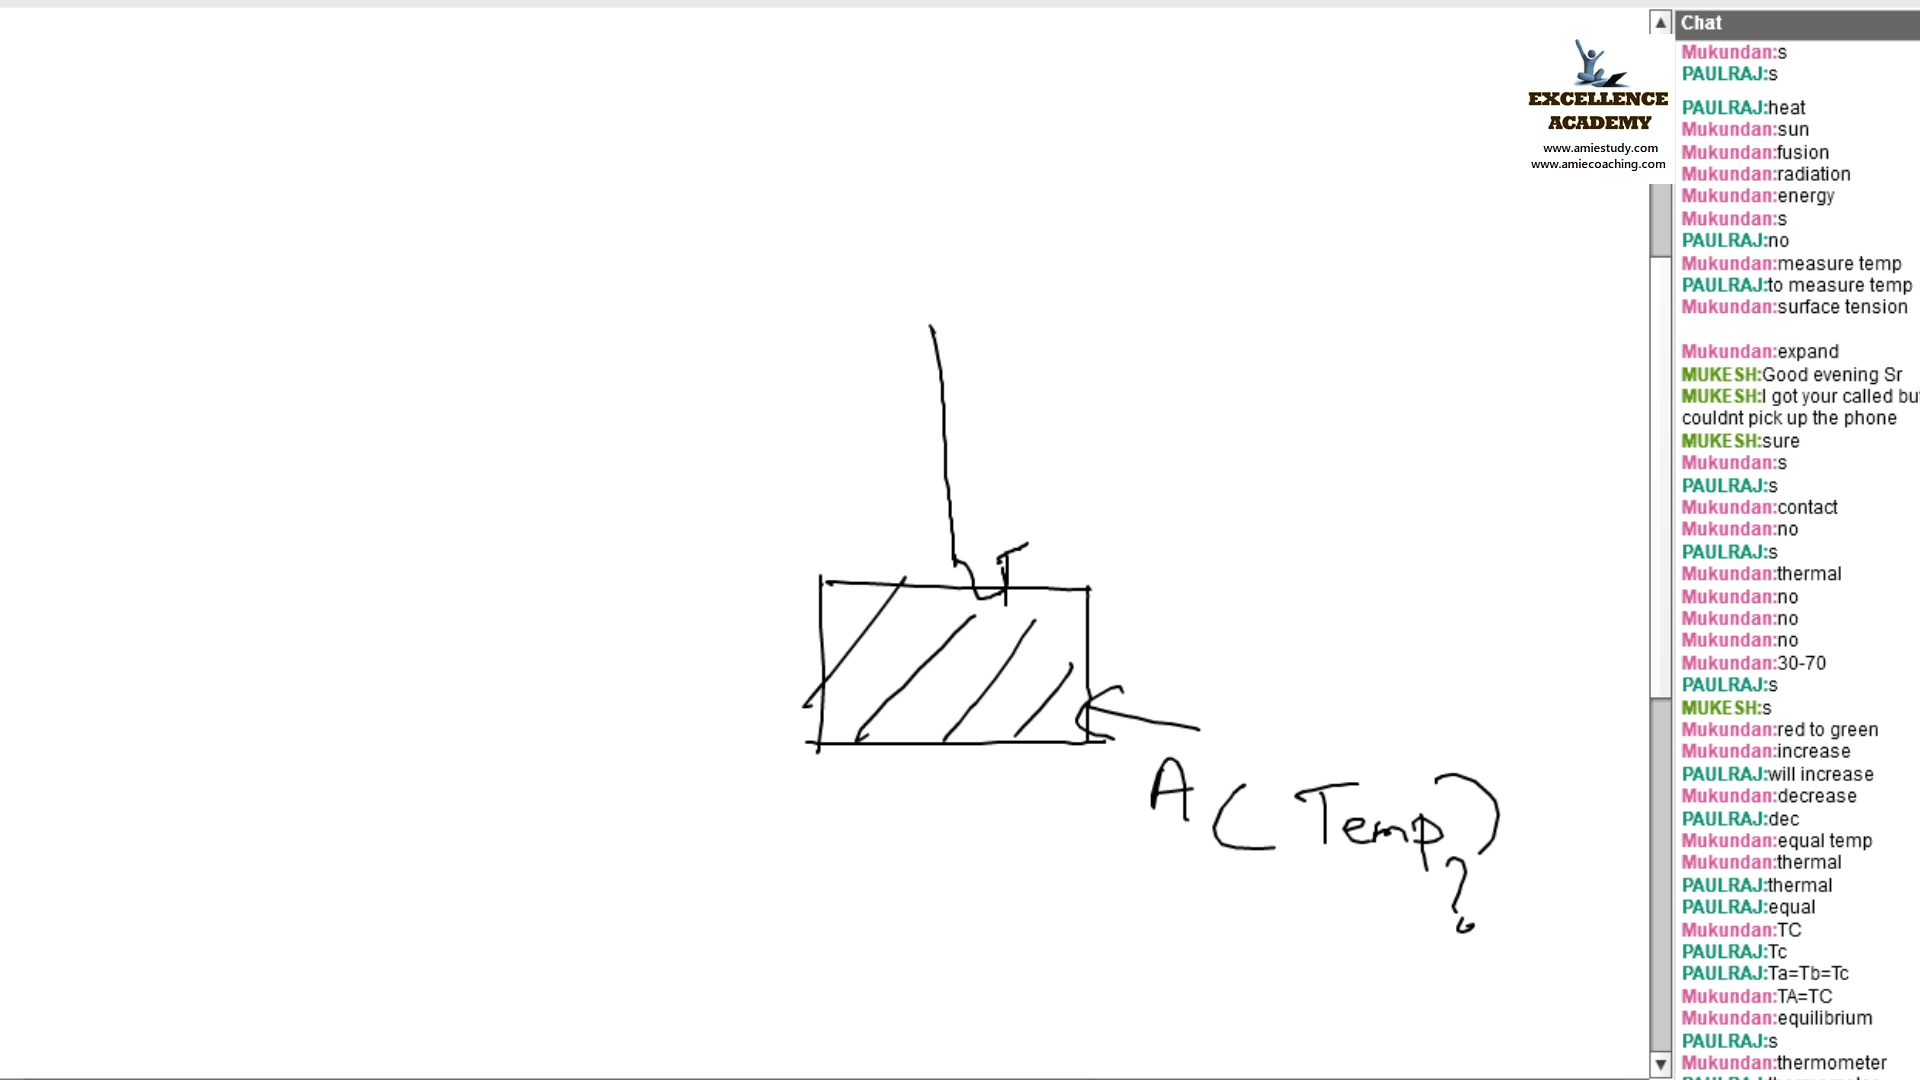 Chat
EXCELLENCE
ACADEMY
www.amiestudy.com
www.amiecoaching.com
Mukundan:s
PAULRAJ:s
PAULRAJ:heat
Mukundan:sun
Mukundan:fusion
Mukundan:radiation
Mukundan:energy
Mukundan:s
PAULRAJ:no
Mukundan:measure temp
PAULRAJ:to measure temp
Mukundan:surface tension
Mukundan:expand
MUKESH:Good evening Sr
MUKESH:I got your called but
couldnt pick up the phone
MUKESH:sure
Mukundan:s
PAULRAJ:s
Mukundan:contact
Mukundan:no
PAULRAJ:s
Mukundan:thermal
Mukundan:no
Mukundan:no
Mukundan:no
Mukundan:30-70
PAULRAJ:s
MUKESH:s
Mukundan:red to green
Mukundan:increase
PAULRAJ:will increase
Mukundan:decrease
PAULRAJ:dec
Mukundan:equal temp
Mukundan:thermal
PAULRAJ:thermal
PAULRAJ:equal
Mukundan:TC
PAULRAJ:Tc
PAULRAJ:Ta=Tb=Tc
Mukundan:TA=TC
Mukundan:equilibrium
PAULRAJ:s
Mukundan:thermometer
A (Temp)
?